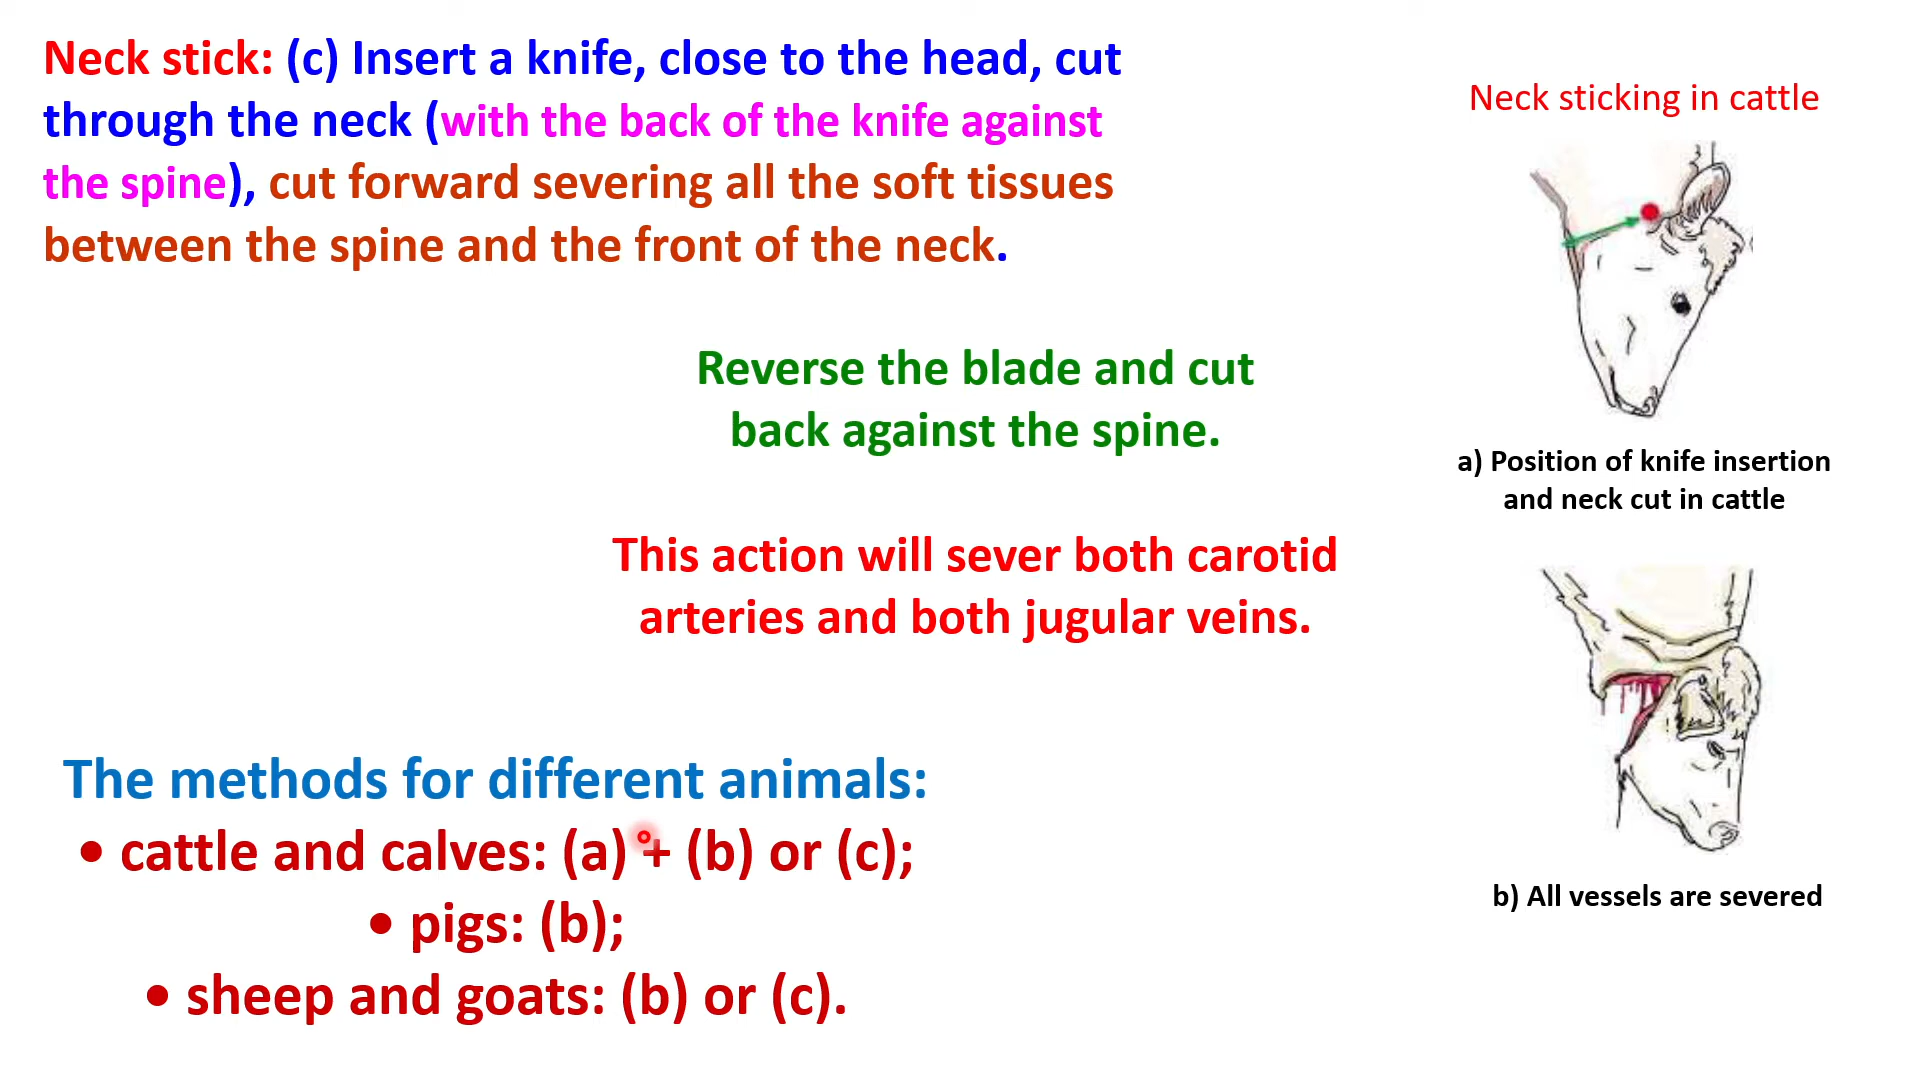 Neck stick: (c) Insert a knife, close to the head, cut
through the neck (with the back of the knife against
the spine), cut forward severing all the soft tissues
between the spine and the front of the neck.
Reverse the blade and cut
back against the spine.
This action will sever both carotid
arteries and both jugular veins.
The methods for different animals:
• cattle and calves: (a) + (b) or (c);
• pigs: (b);
• sheep and goats: (b) or (c).
Neck sticking in cattle
a) Position of knife insertion
and neck cut in cattle
b) All vessels are severed